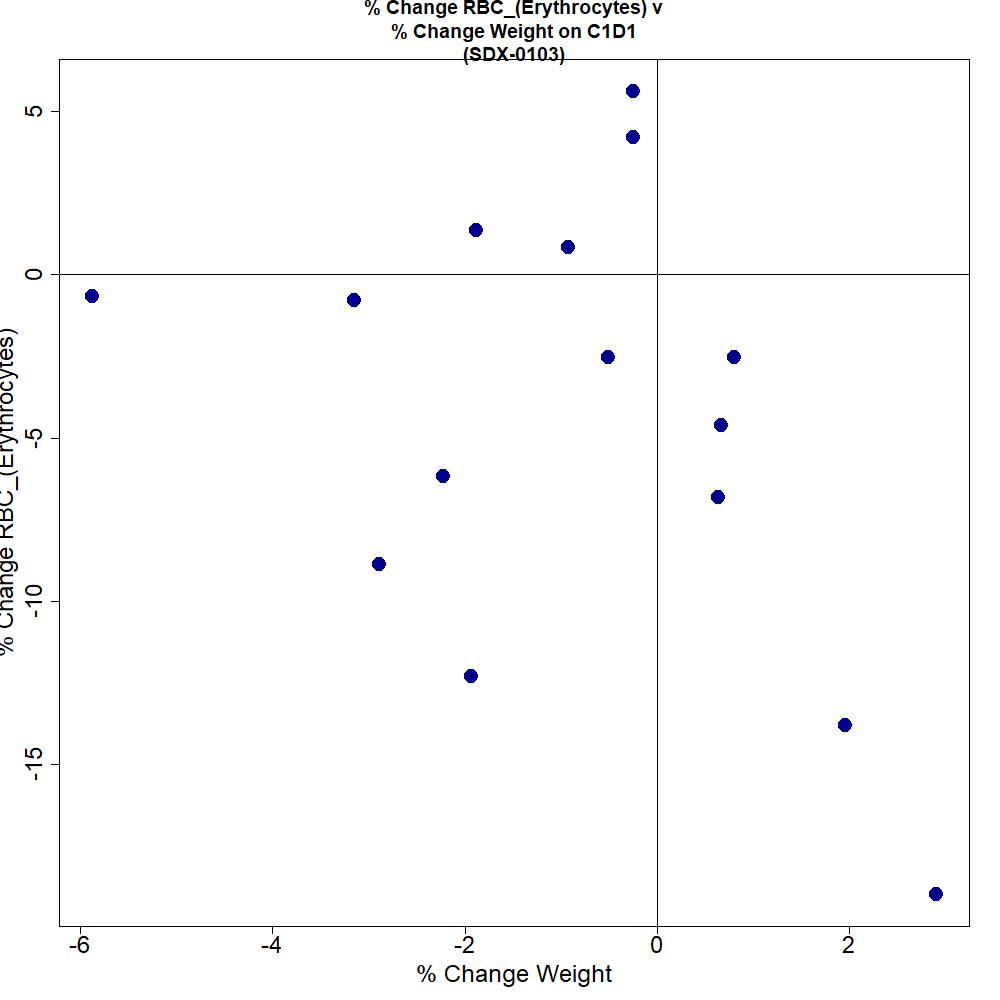 % Change RBC_(Erythrocytes) v
% Change Weight on C1D1
(SDX-0103)
% Change RBC_(Erythrocytes)
5
0
-5
-10
-15
-6
-4
-2
0
2
% Change Weight